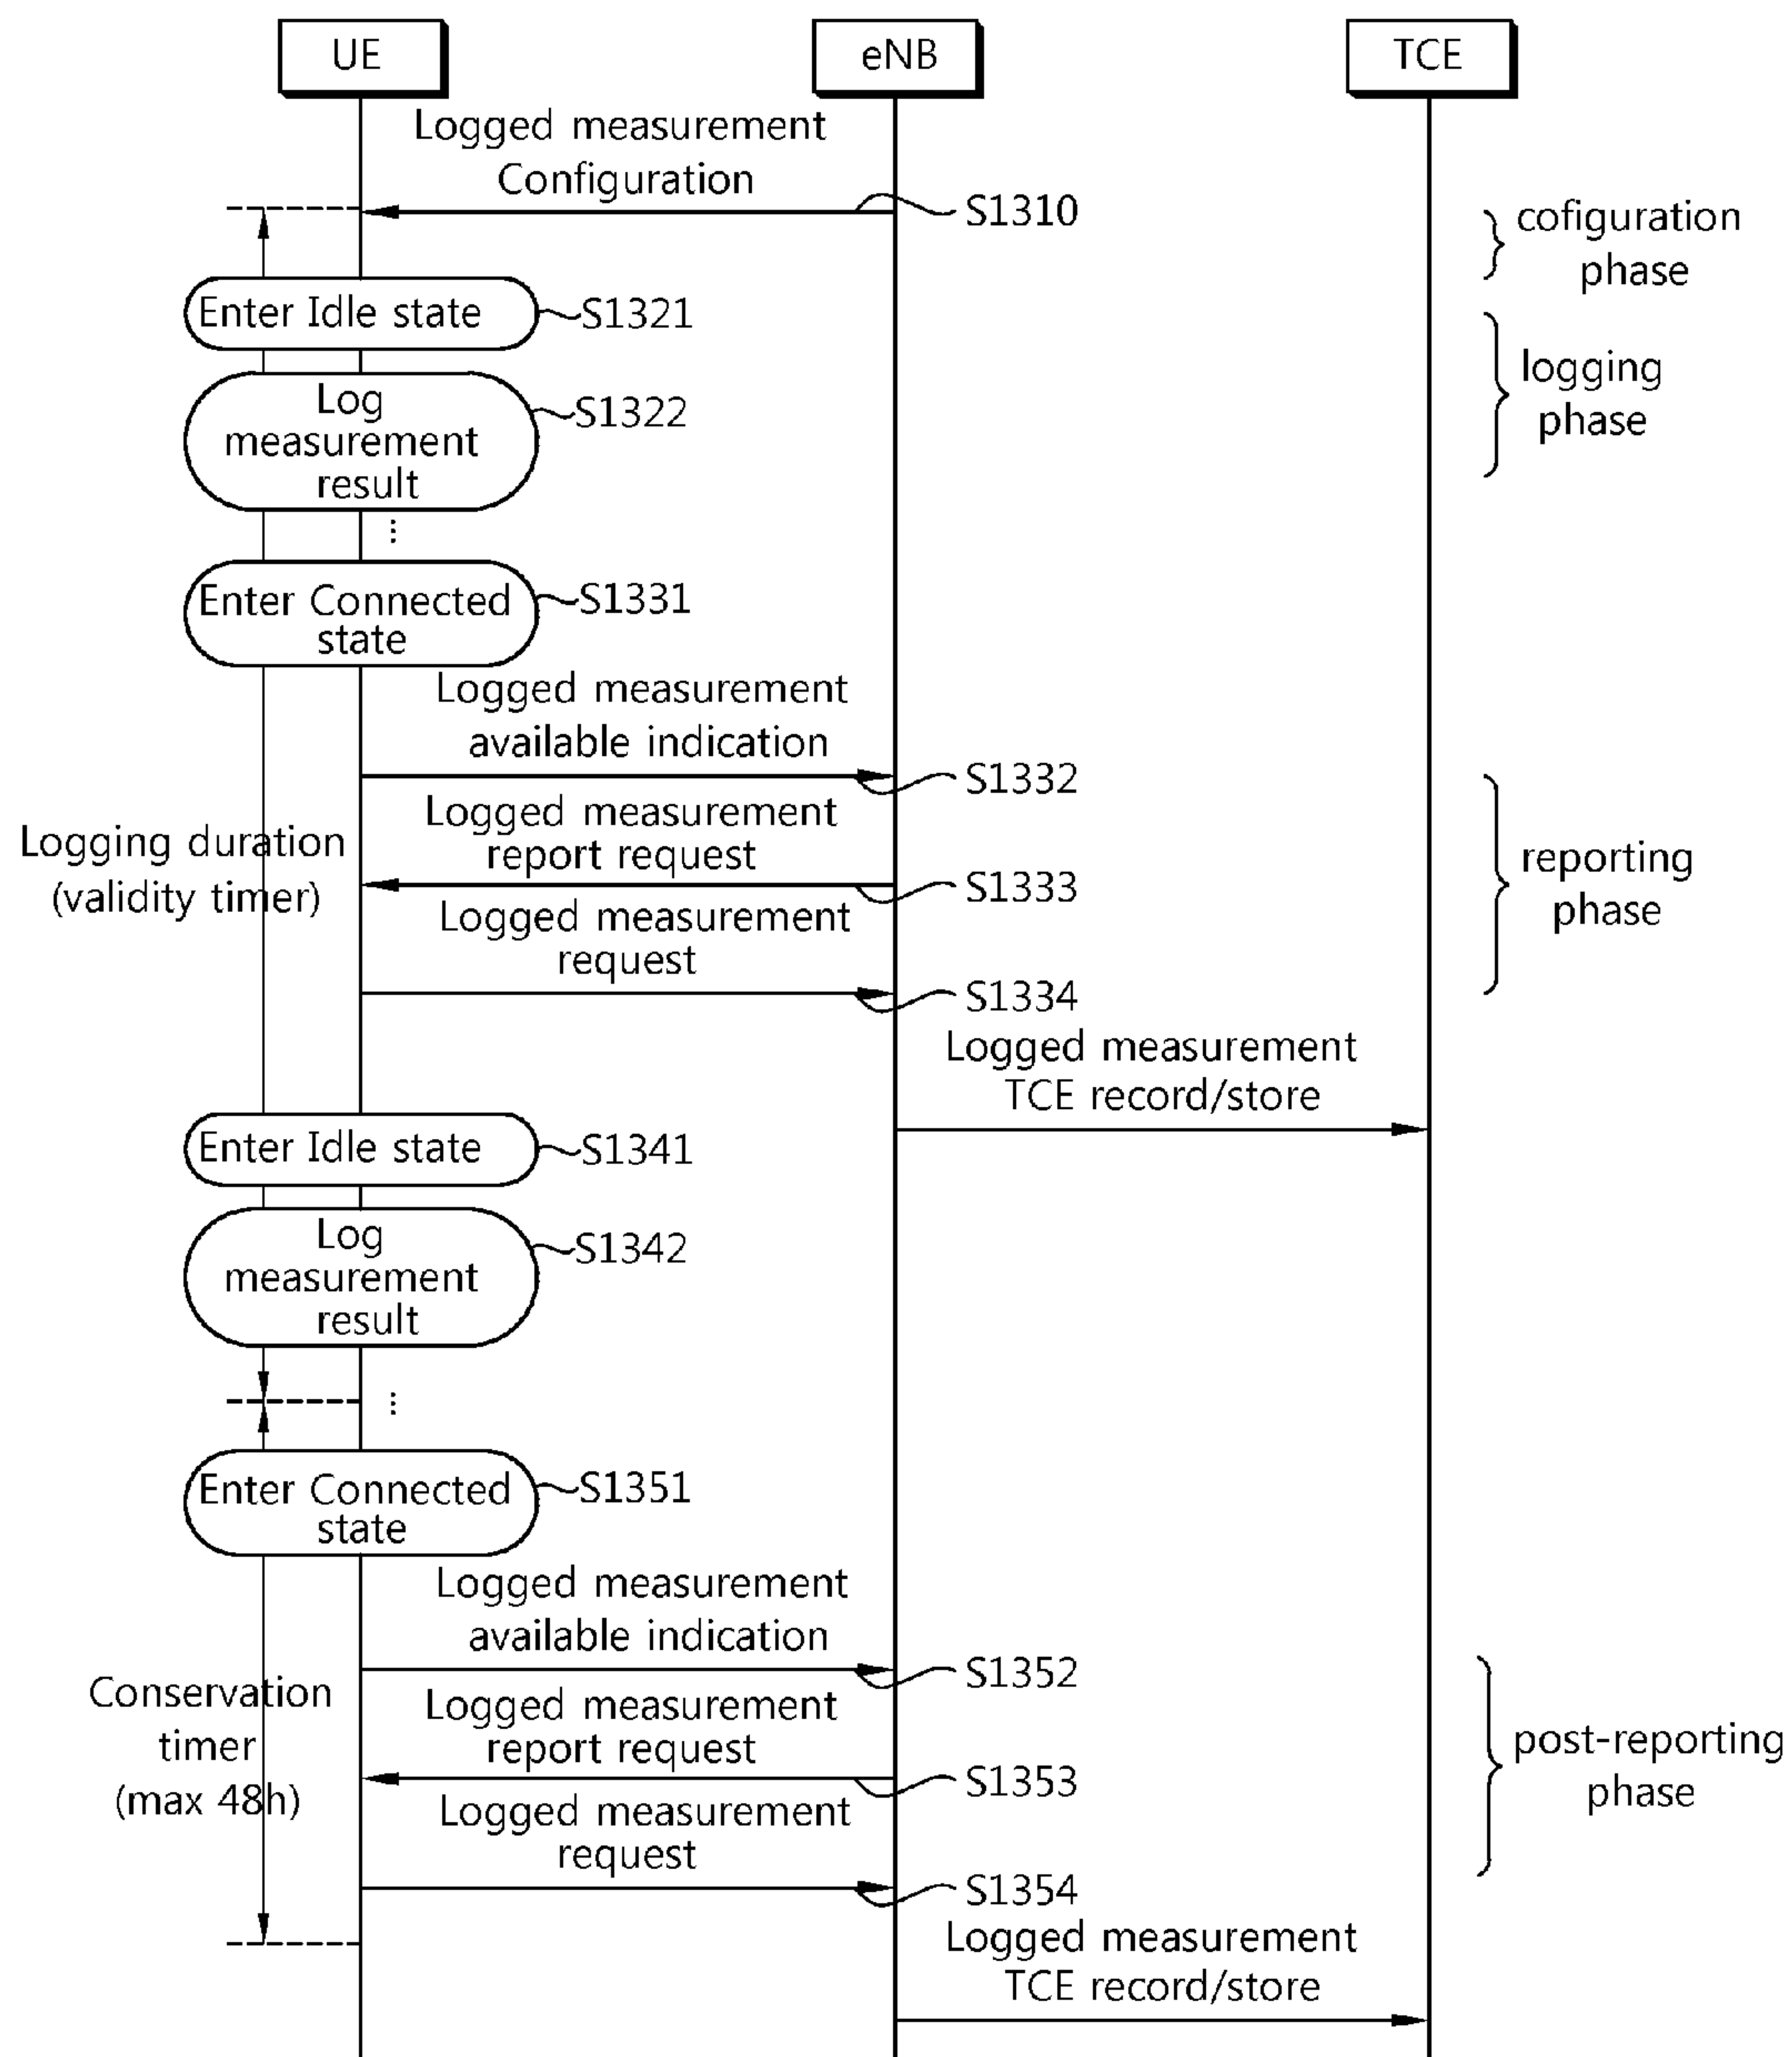 UE
eNB
TCE
Logged measurement
Configuration
S1310
cofiguration
phase
Enter Idle state
S1321
logging
phase
Log
measurement
result
S1322
Enter Connected
state
S1331
Logged measurement
available indication
S1332
Logging duration
(validity timer)
Logged measurement
report request
S1333
reporting
phase
Logged measurement
request
S1334
Logged measurement
TCE record/store
Enter Idle state
S1341
Log
measurement
result
S1342
Enter Connected
state
S1351
Logged measurement
available indication
S1352
Conservation
timer
(max 48h)
Logged measurement
report request
S1353
post-reporting
phase
Logged measurement
request
S1354
Logged measurement
TCE record/store